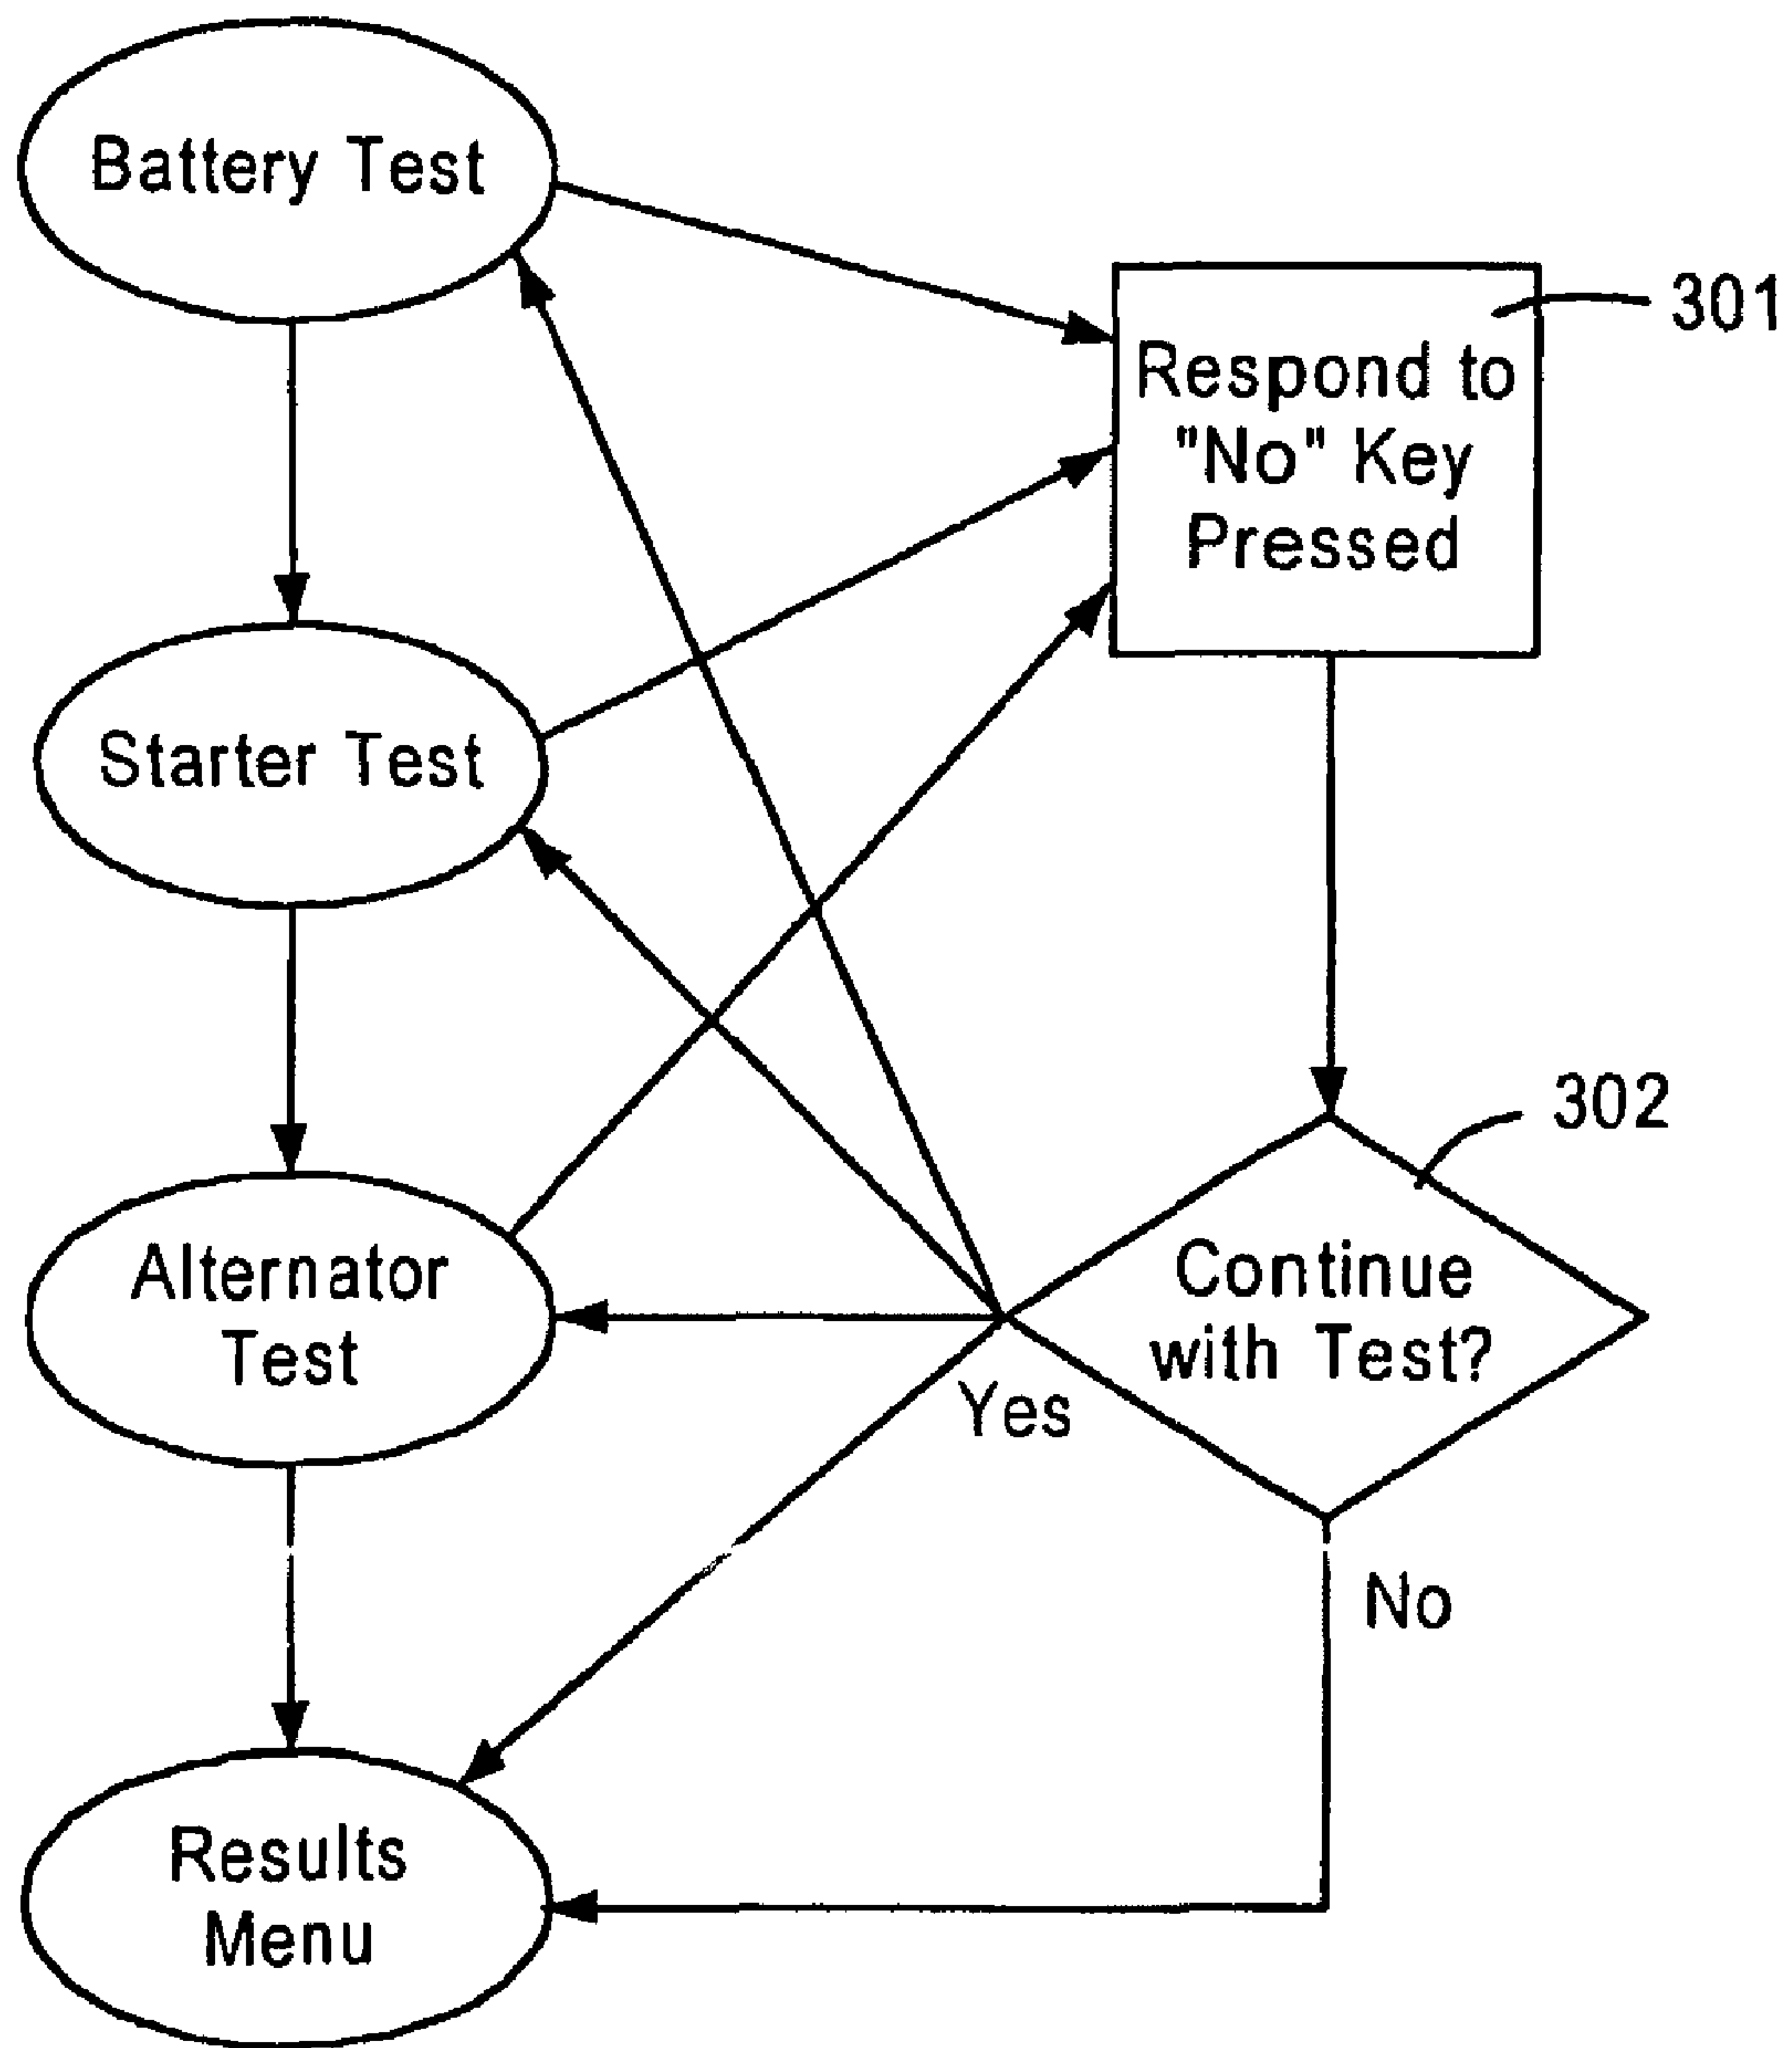 Battery Test
301
Respond to
"No" Key
Pressed
Starter Test
302
Alternator
Test
Continue
with Test?
Yes
No
Results
Menu